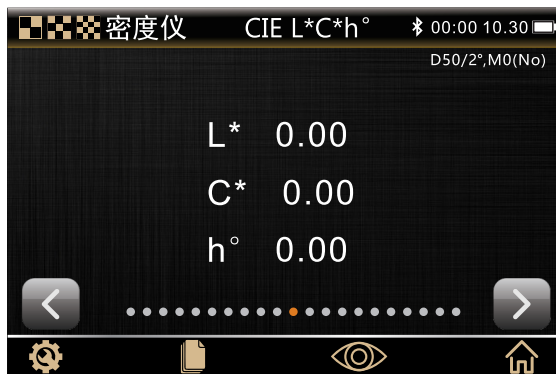 密度仪 CIE L*C*h° 00:00 10.30
D50/2°,M0(No)
L* 0.00
C* 0.00
h° 0.00